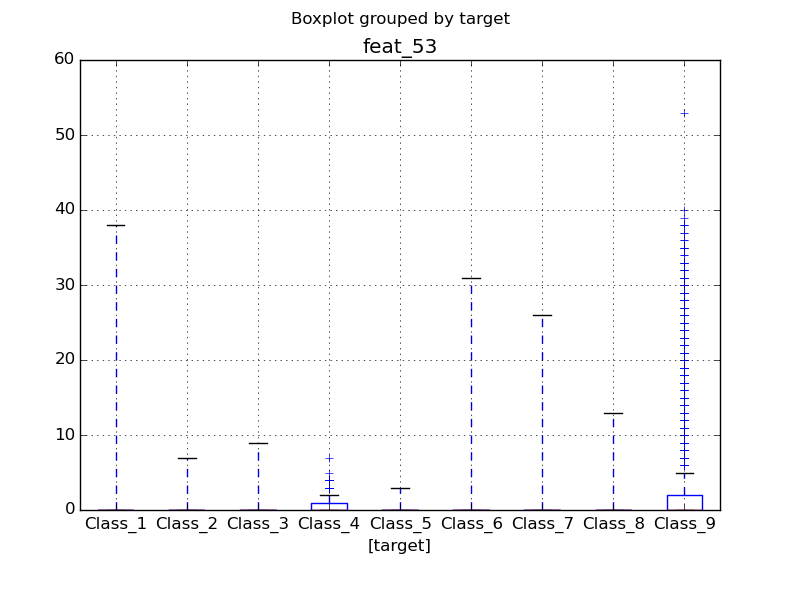 Boxplot grouped by target
feat_53
60
50
40
30
20
10
0
Class_1 Class_2 Class_3 Class_4 Class_5 Class_6 Class_7 Class_8 Class_9
[target]